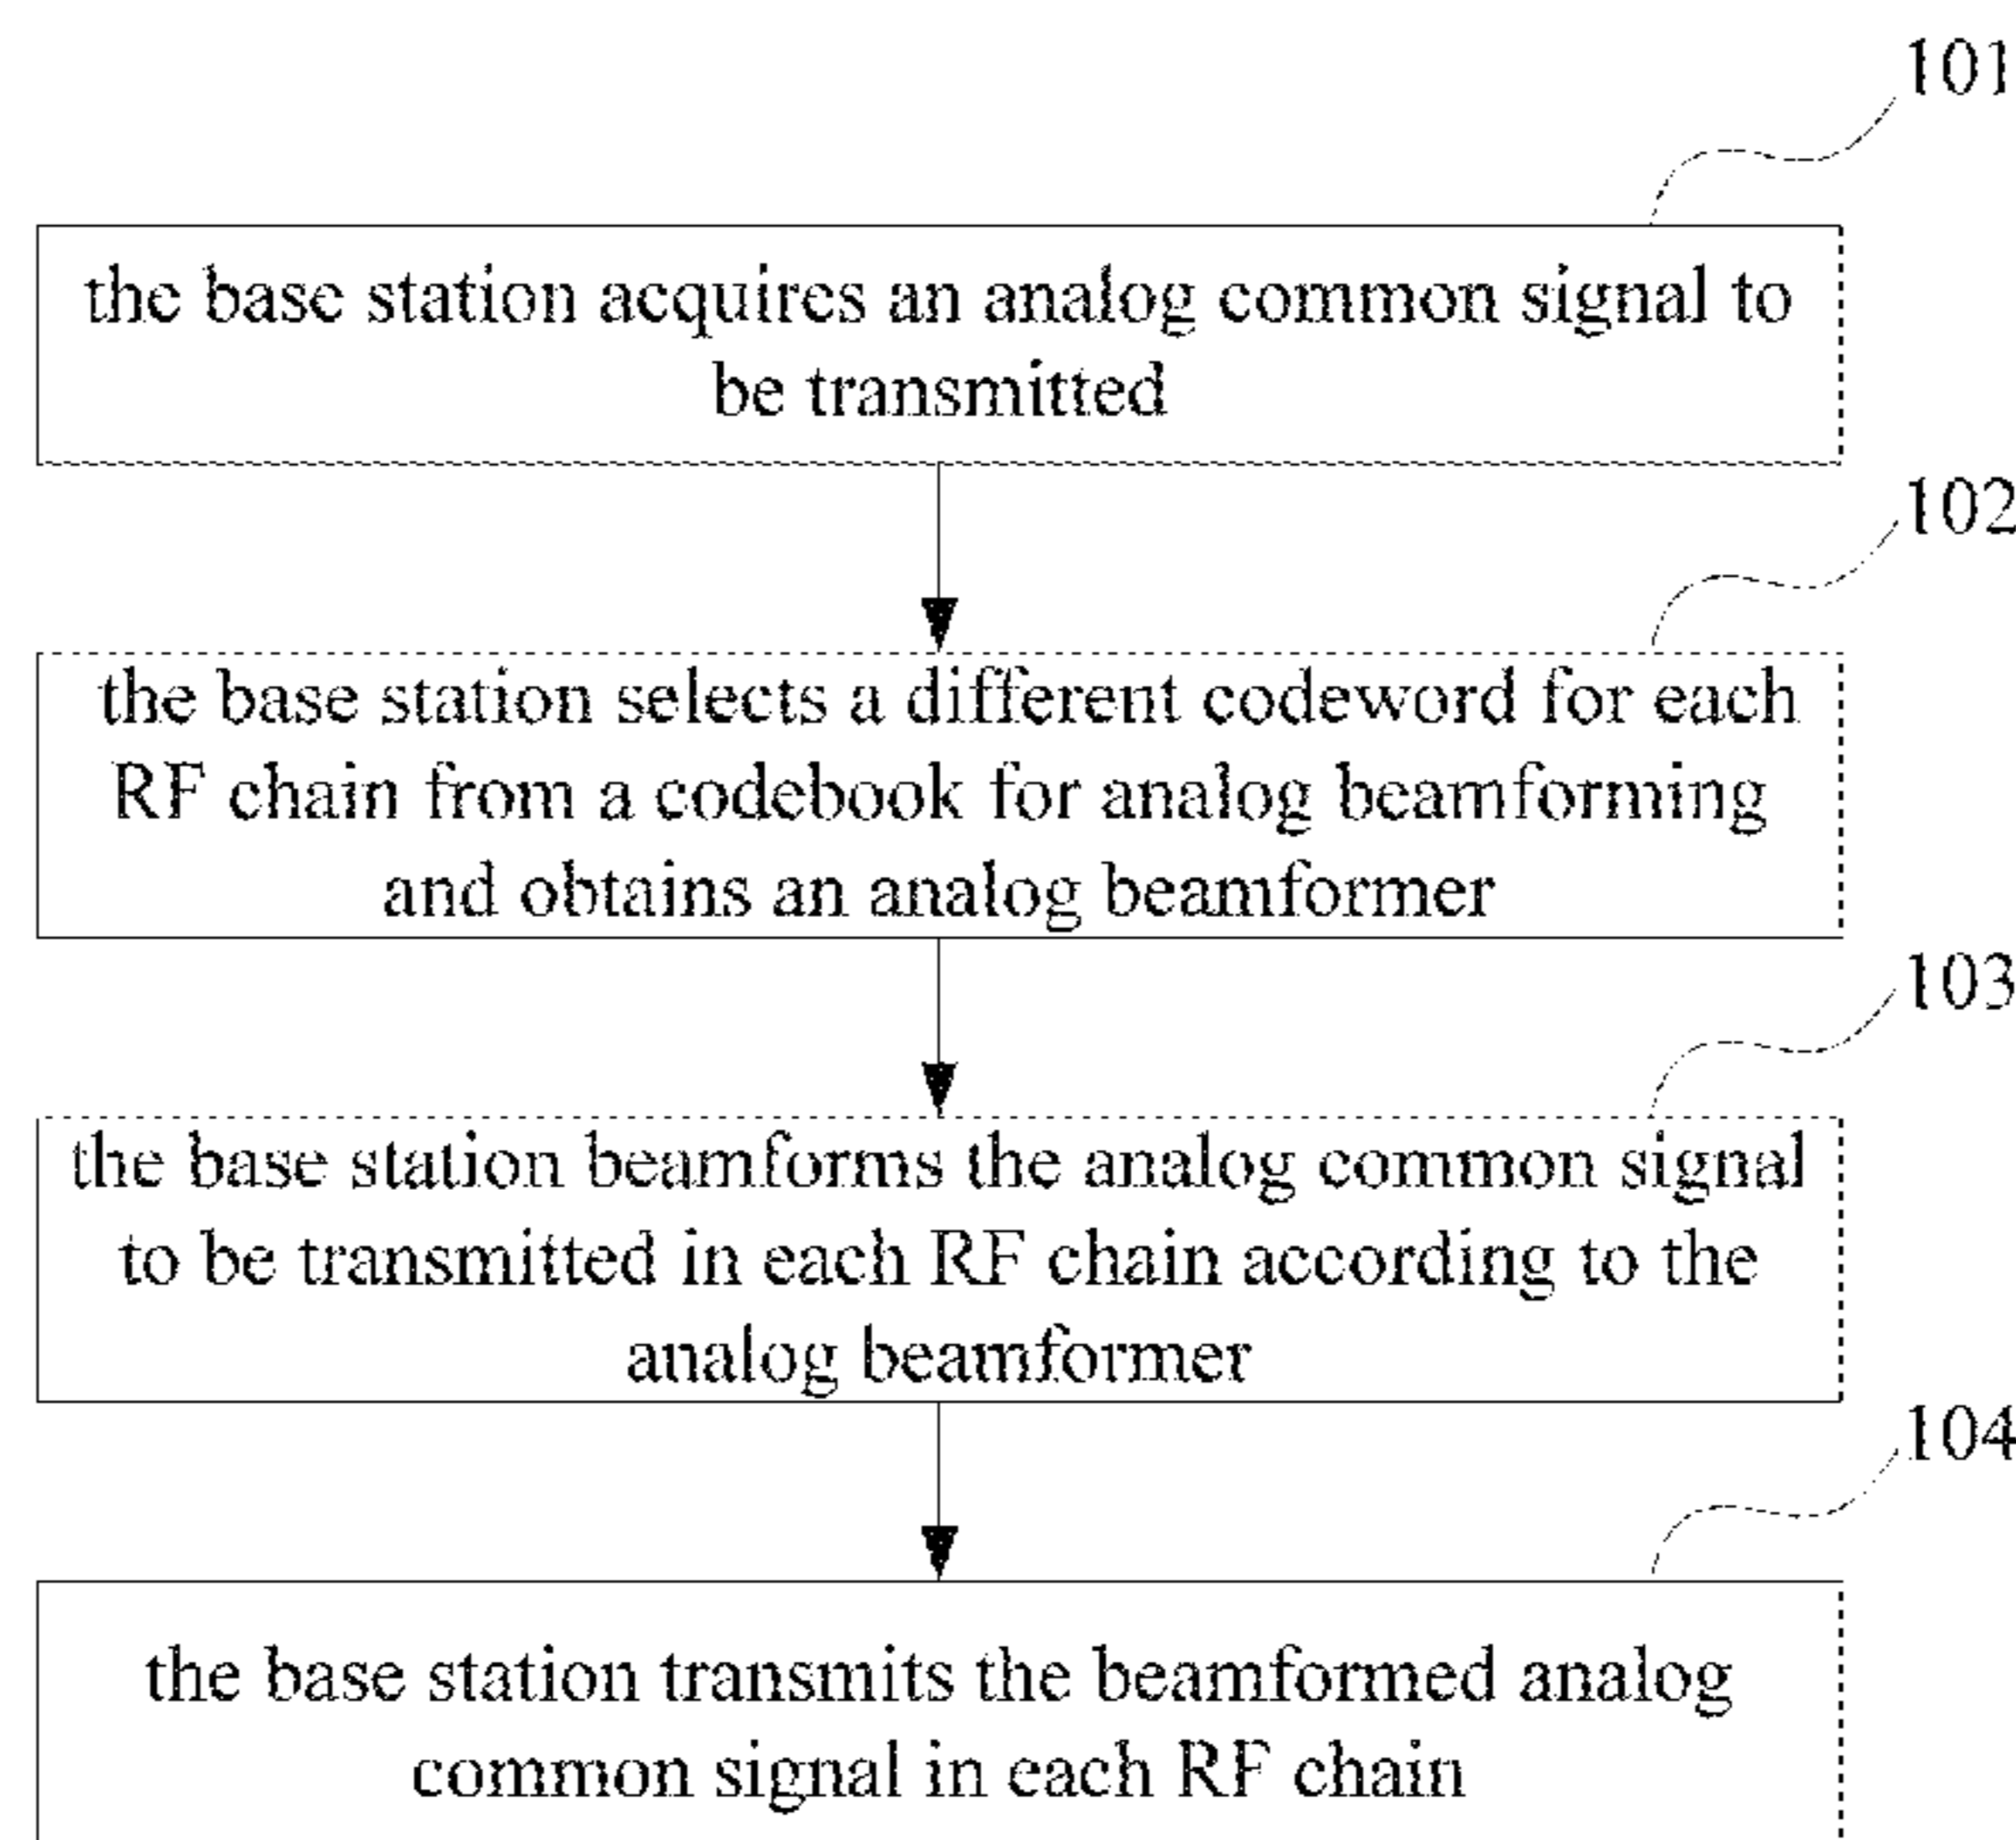 101
the base station acquires an analog common signal to
be transmitted
102
the base station selects a different codeword for each
RF chain from a codebook for analog beamforming
and obtains an analog beamformer
103
the base station beamforms the analog common signal
to be transmitted in each RF chain according to the
analog beamformer
104
the base station transmits the beamformed analog
common signal in each RF chain